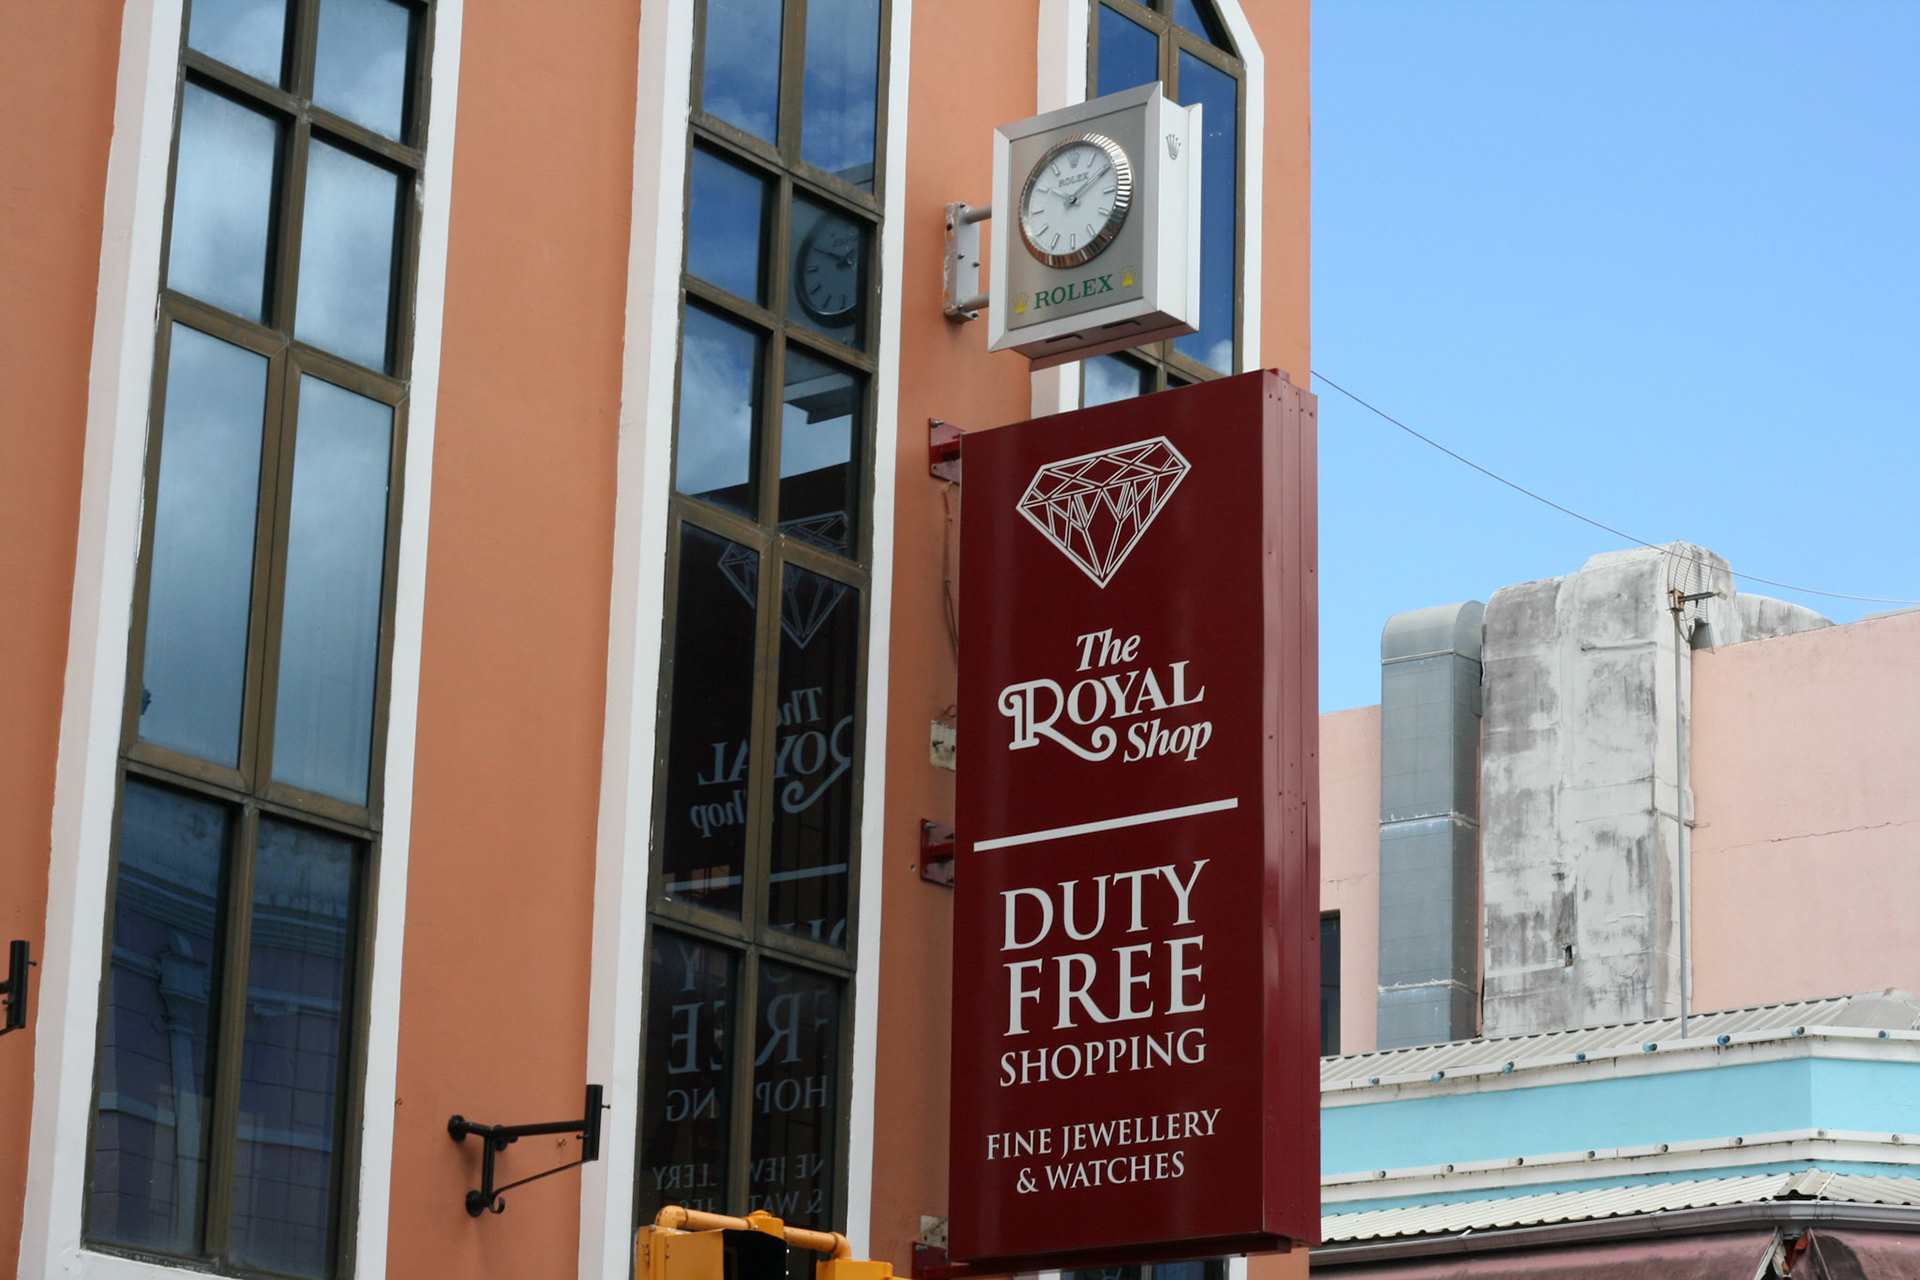 ROLEX
ROLEX
The
ROYAL
Shop
DUTY
FREE
SHOPPING
FINE JEWELLERY
& WATCHES